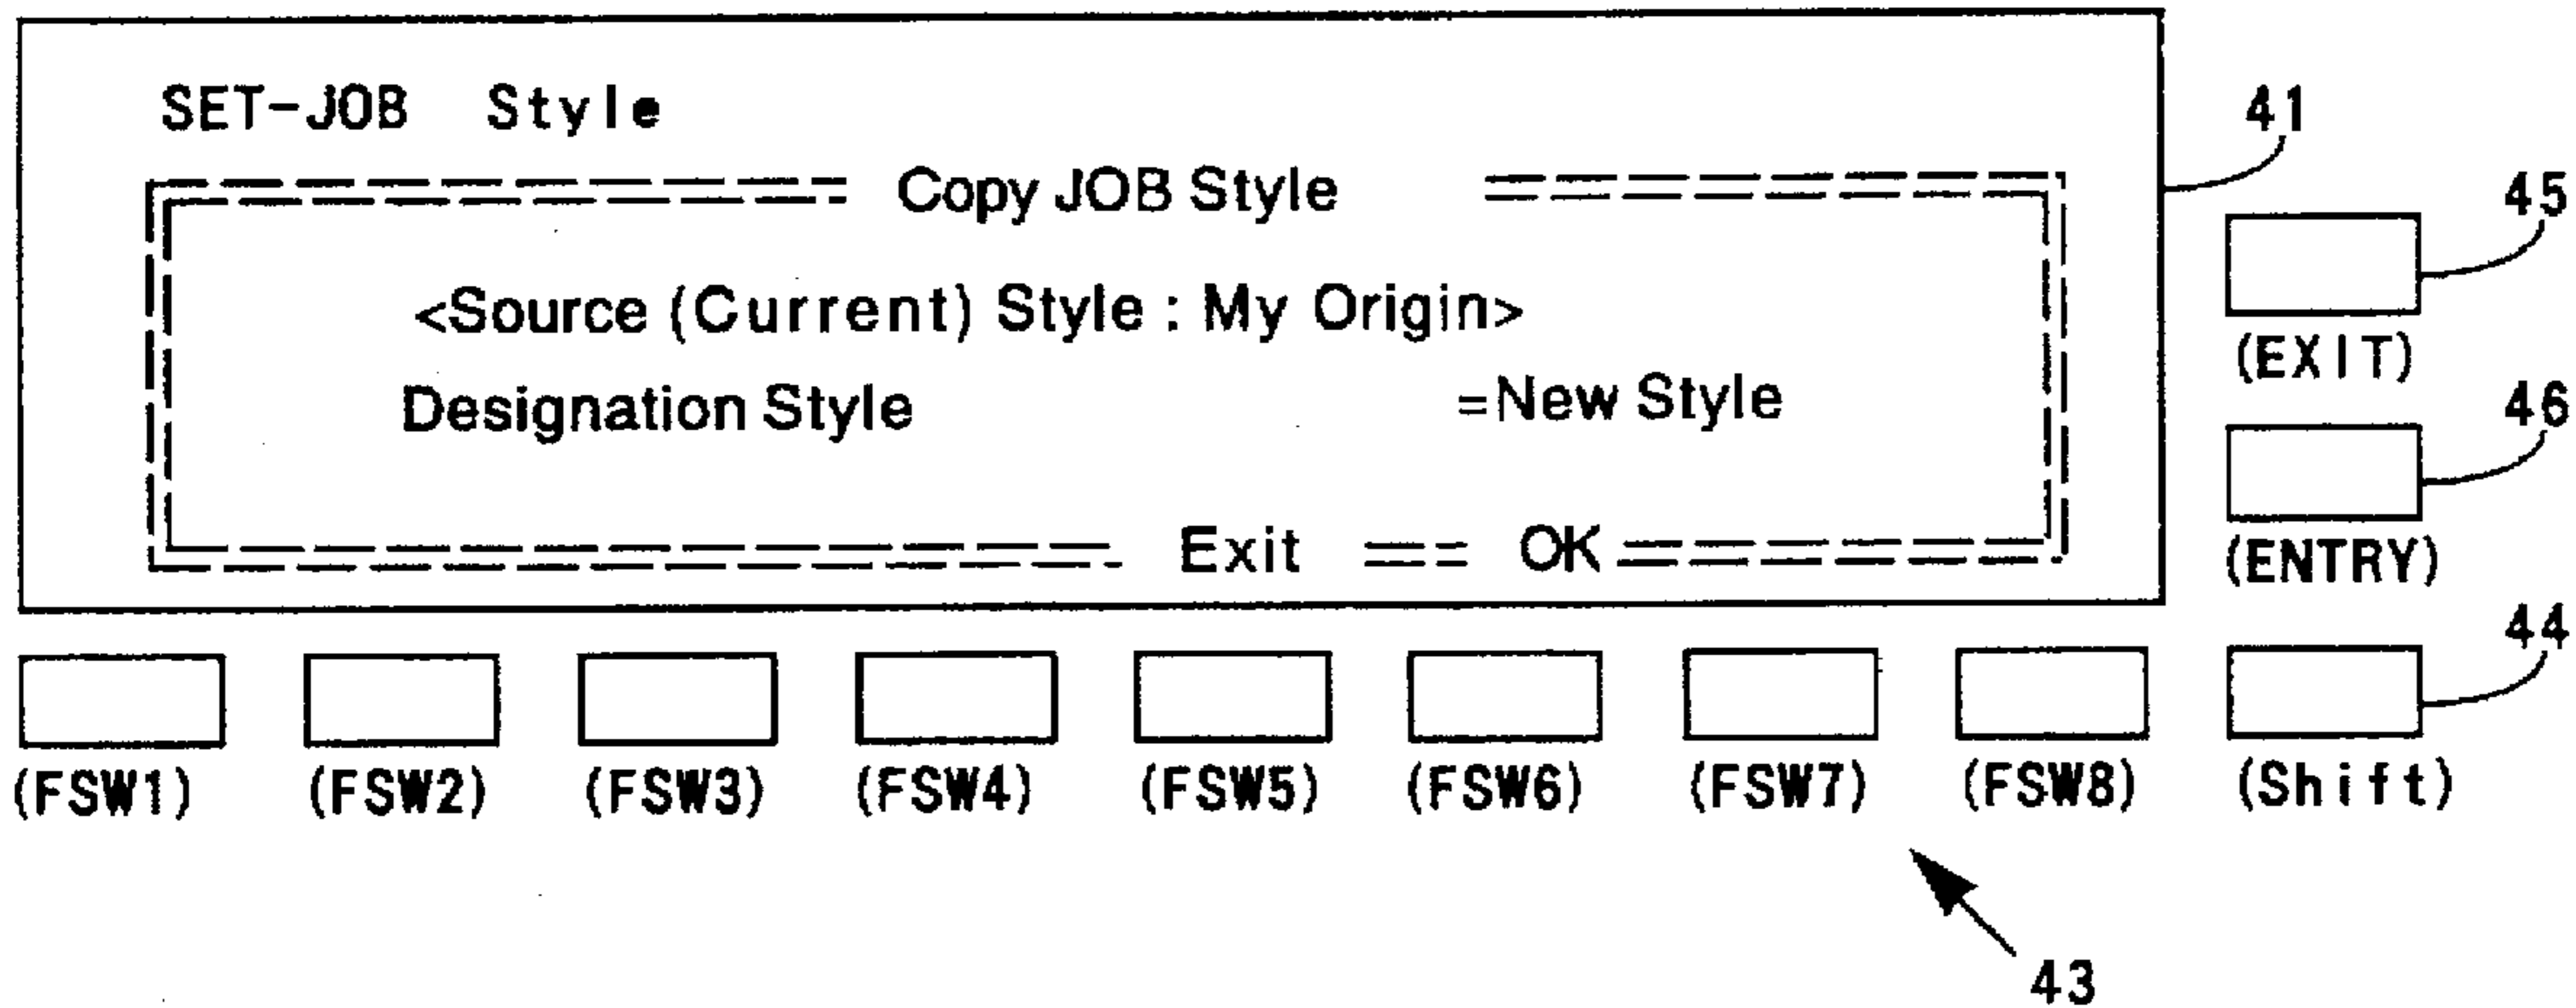 SET-JOB Style
Copy JOB Style
<Source (Current) Style : My Origin>
Designation Style =New Style
Exit == OK
41
45
(EXIT)
46
(ENTRY)
44
(FSW1) (FSW2) (FSW3) (FSW4) (FSW5) (FSW6) (FSW7) (FSW8) (Shift)
43